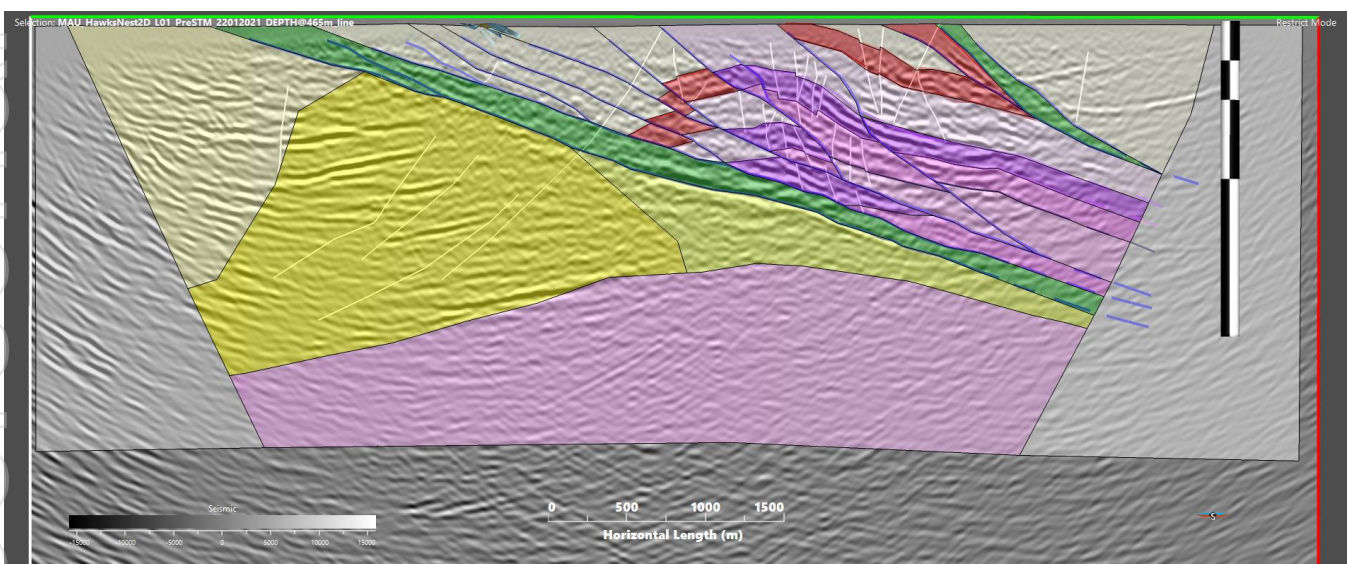 Selection: MAU_HawksNest2D_L01_PreSTM_22012021_DEPTH@465m_line
Restrict Mode
Seismic
-15000 -10000 -5000 0 5000 10000 15000
0 500 1000 1500
Horizontal Length (m)
S